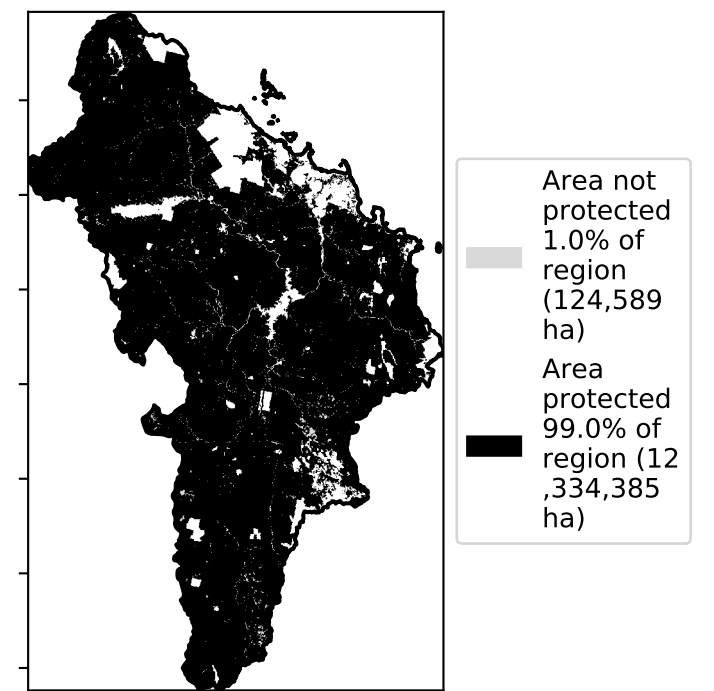 Area not
protected
1.0% of
region
(124,589
ha)
Area
protected
99.0% of
region (12
,334,385
ha)